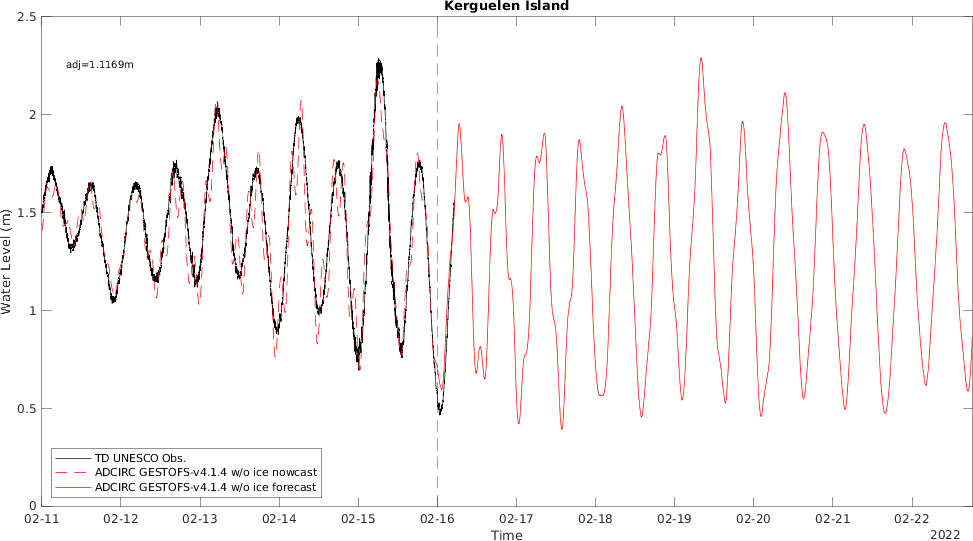 Kerguelen Island
2.5
adj=1.1169m
2
1.5
Water Level (m)
1
0.5
TD UNESCO Obs.
ADCIRC GESTOFS-v4.1.4 w/o ice nowcast
ADCIRC GESTOFS-v4.1.4 w/o ice forecast
0
02-11 02-12 02-13 02-14 02-15 02-16 02-17 02-18 02-19 02-20 02-21 02-22
Time
2022